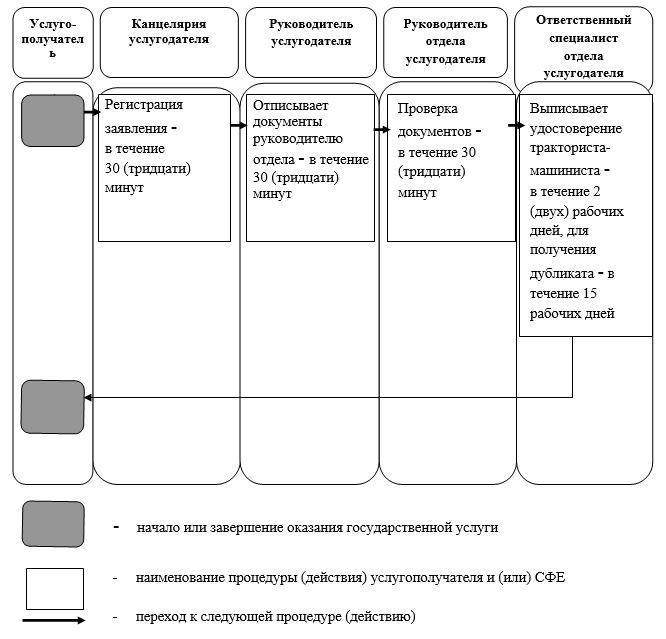 Услуго-
получател
ь
Канцелярия
услугодателя
Руководитель
услугодателя
Руководитель
отдела
услугодателя
Ответственный
специалист
отдела
услугодателя
Регистрация
заявления -
в течение
30 (тридцати)
минут
Отписывает
документы
руководителю
отдела - в течение
30 (тридцати)
минут
Проверка
документов -
в течение 30
(тридцати)
минут
Выписывает
удостоверение
тракториста-
машиниста -
в течение 2
(двух) рабочих
дней, для
получения
дубликата - в
течение 15
рабочих дней
- начало или завершение оказания государственной услуги
- наименование процедуры (действия) услугополучателя и (или) СФЕ
- переход к следующей процедуре (действию)